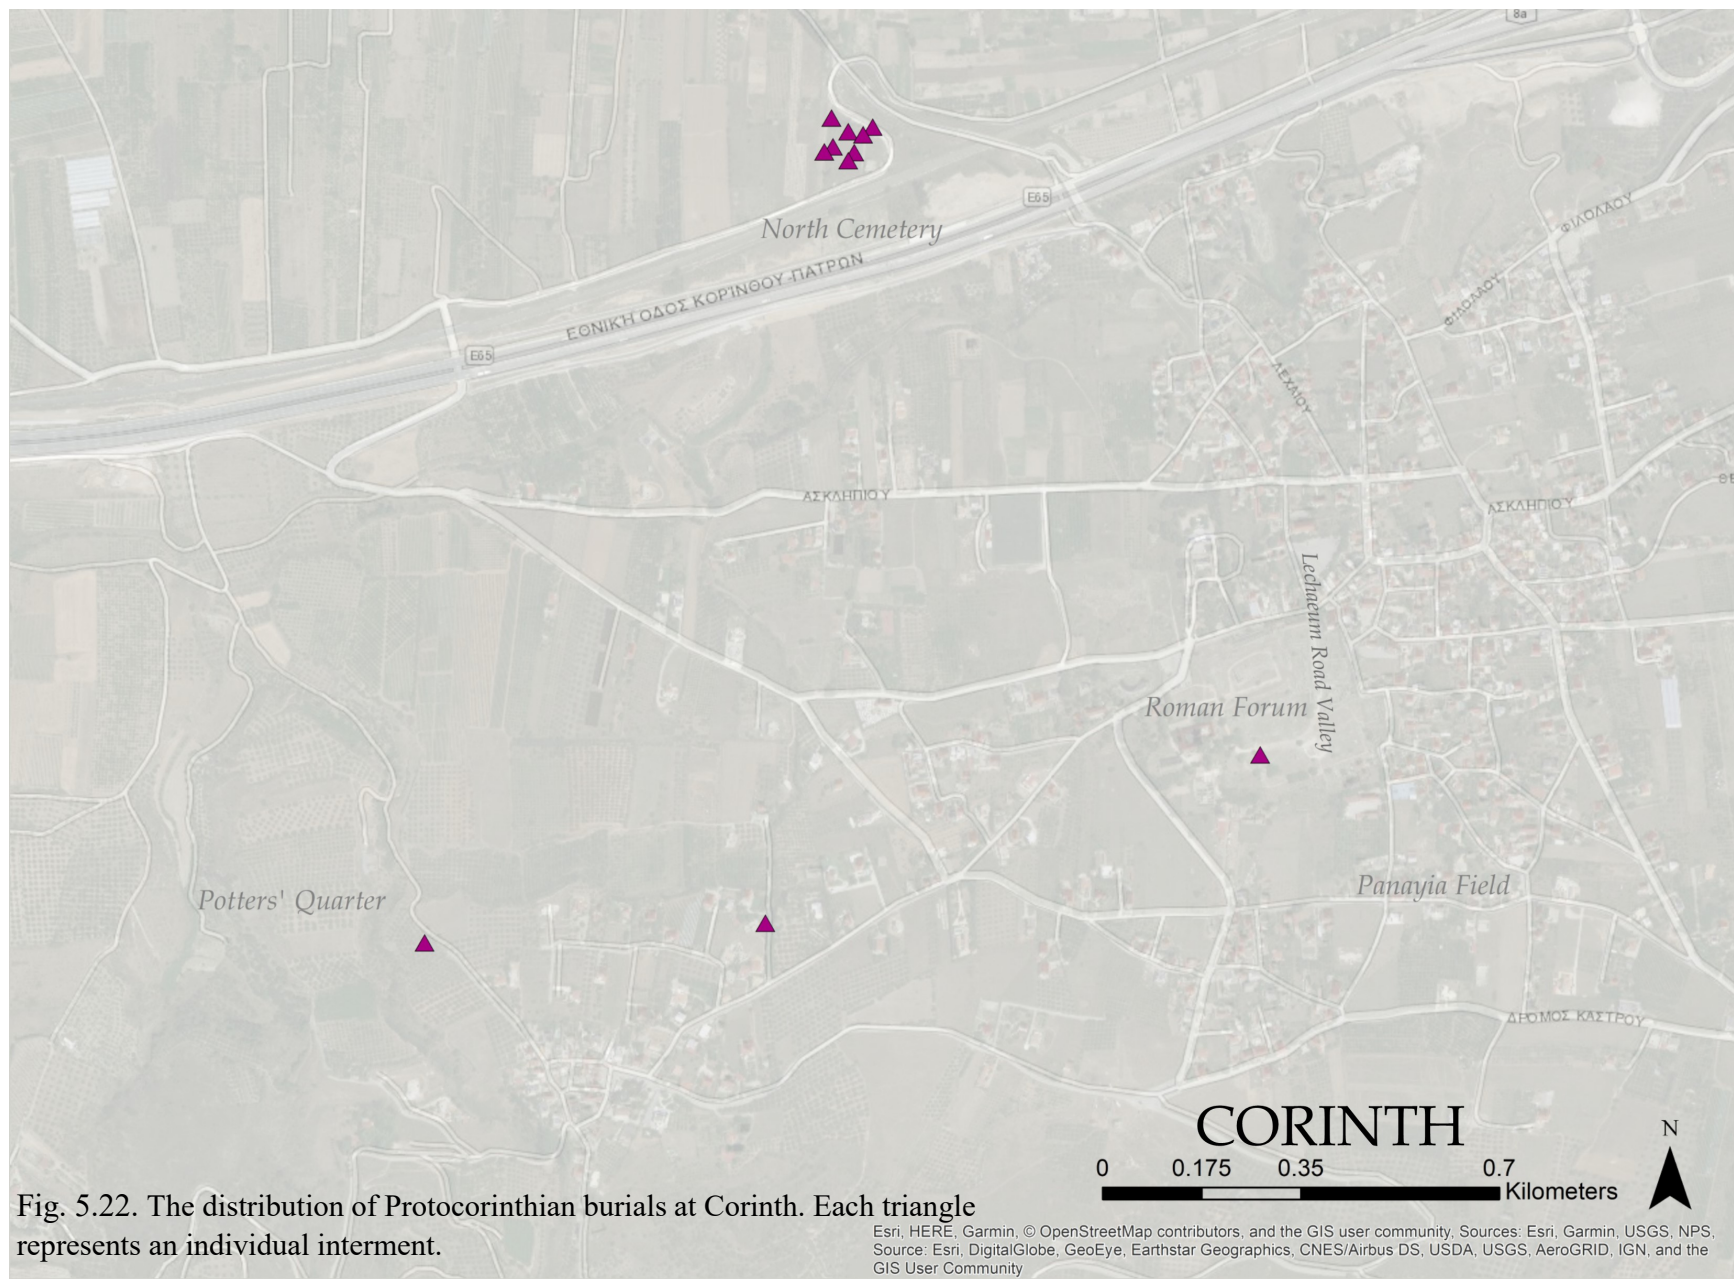 8a
ΦΙΛΟΛΑΟΥ
E65
North Cemetery
ΕΘΝΙΚΗ ΟΔΟΣ ΚΟΡΊΝΘΟΥ -ΠΑΤΡΩΝ
ΦΙΛΟΛΑΟΥ
E65
ΛΕΧΑΙΟΥ
ΑΣΚΛΗΠΙΟΥ
ΑΣΚΛΗΠΙΟΥ
Lechaeum Road Valley
Roman Forum
Panayia Field
Potters' Quarter
ΔΡΟΜΟΣ ΚΑΣΤΡΟΥ
CORINTH
N
0 0.175 0.35 0.7
Kilometers
Fig. 5.22. The distribution of Protocorinthian burials at Corinth. Each triangle
represents an individual interment.
Esri, HERE, Garmin, © OpenStreetMap contributors, and the GIS user community, Sources: Esri, Garmin, USGS, NPS,
Source: Esri, DigitalGlobe, GeoEye, Earthstar Geographics, CNES/Airbus DS, USDA, USGS, AeroGRID, IGN, and the
GIS User Community